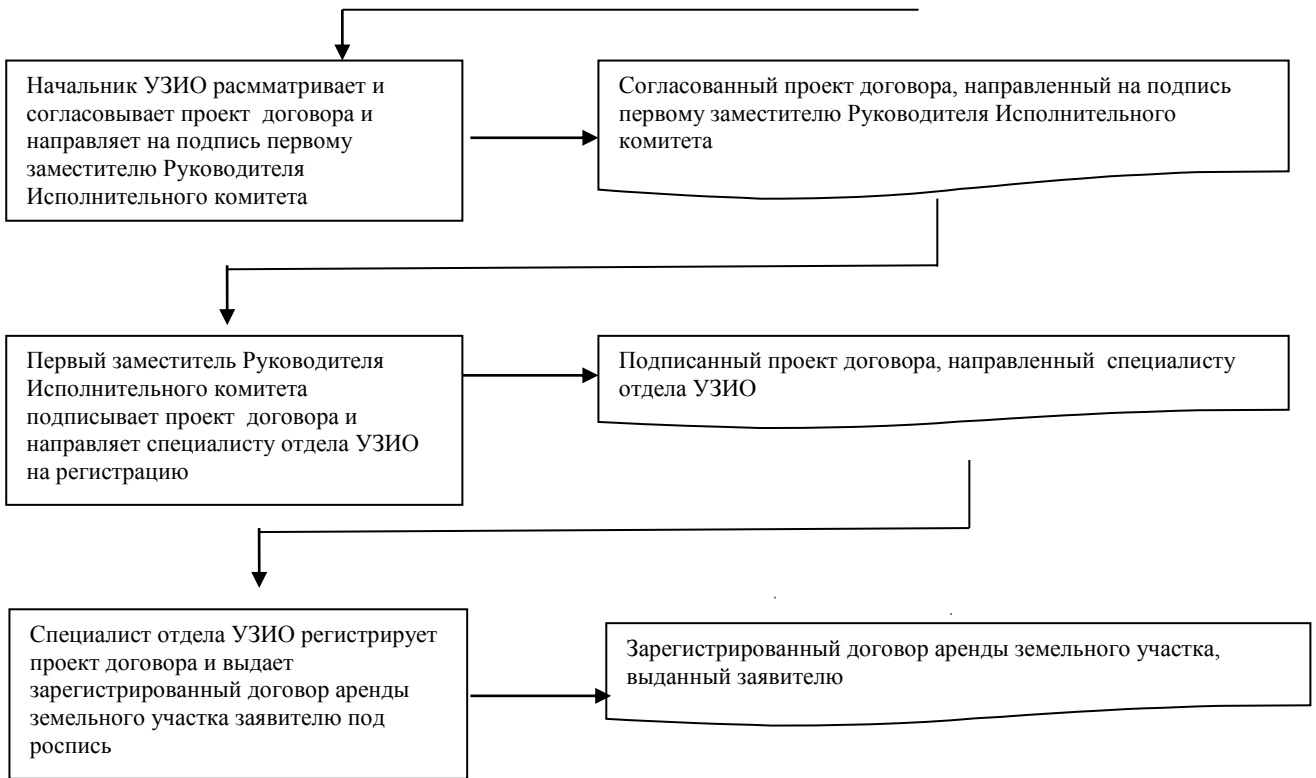 Начальник УЗИО расмматривает и
согласовывает проект  договора и
направляет на подпись первому
заместителю Руководителя
Исполнительного комитета
Согласованный проект договора, направленный на подпись
первому заместителю Руководителя Исполнительного
комитета
Первый заместитель Руководителя
Исполнительного комитета
подписывает проект  договора и
направляет специалисту отдела УЗИО
на регистрацию
Подписанный проект договора, направленный  специалисту
отдела УЗИО
Специалист отдела УЗИО регистрирует
проект договора и выдает
зарегистрированный договор аренды
земельного участка заявителю под
роспись
Зарегистрированный договор аренды земельного участка,
выданный заявителю